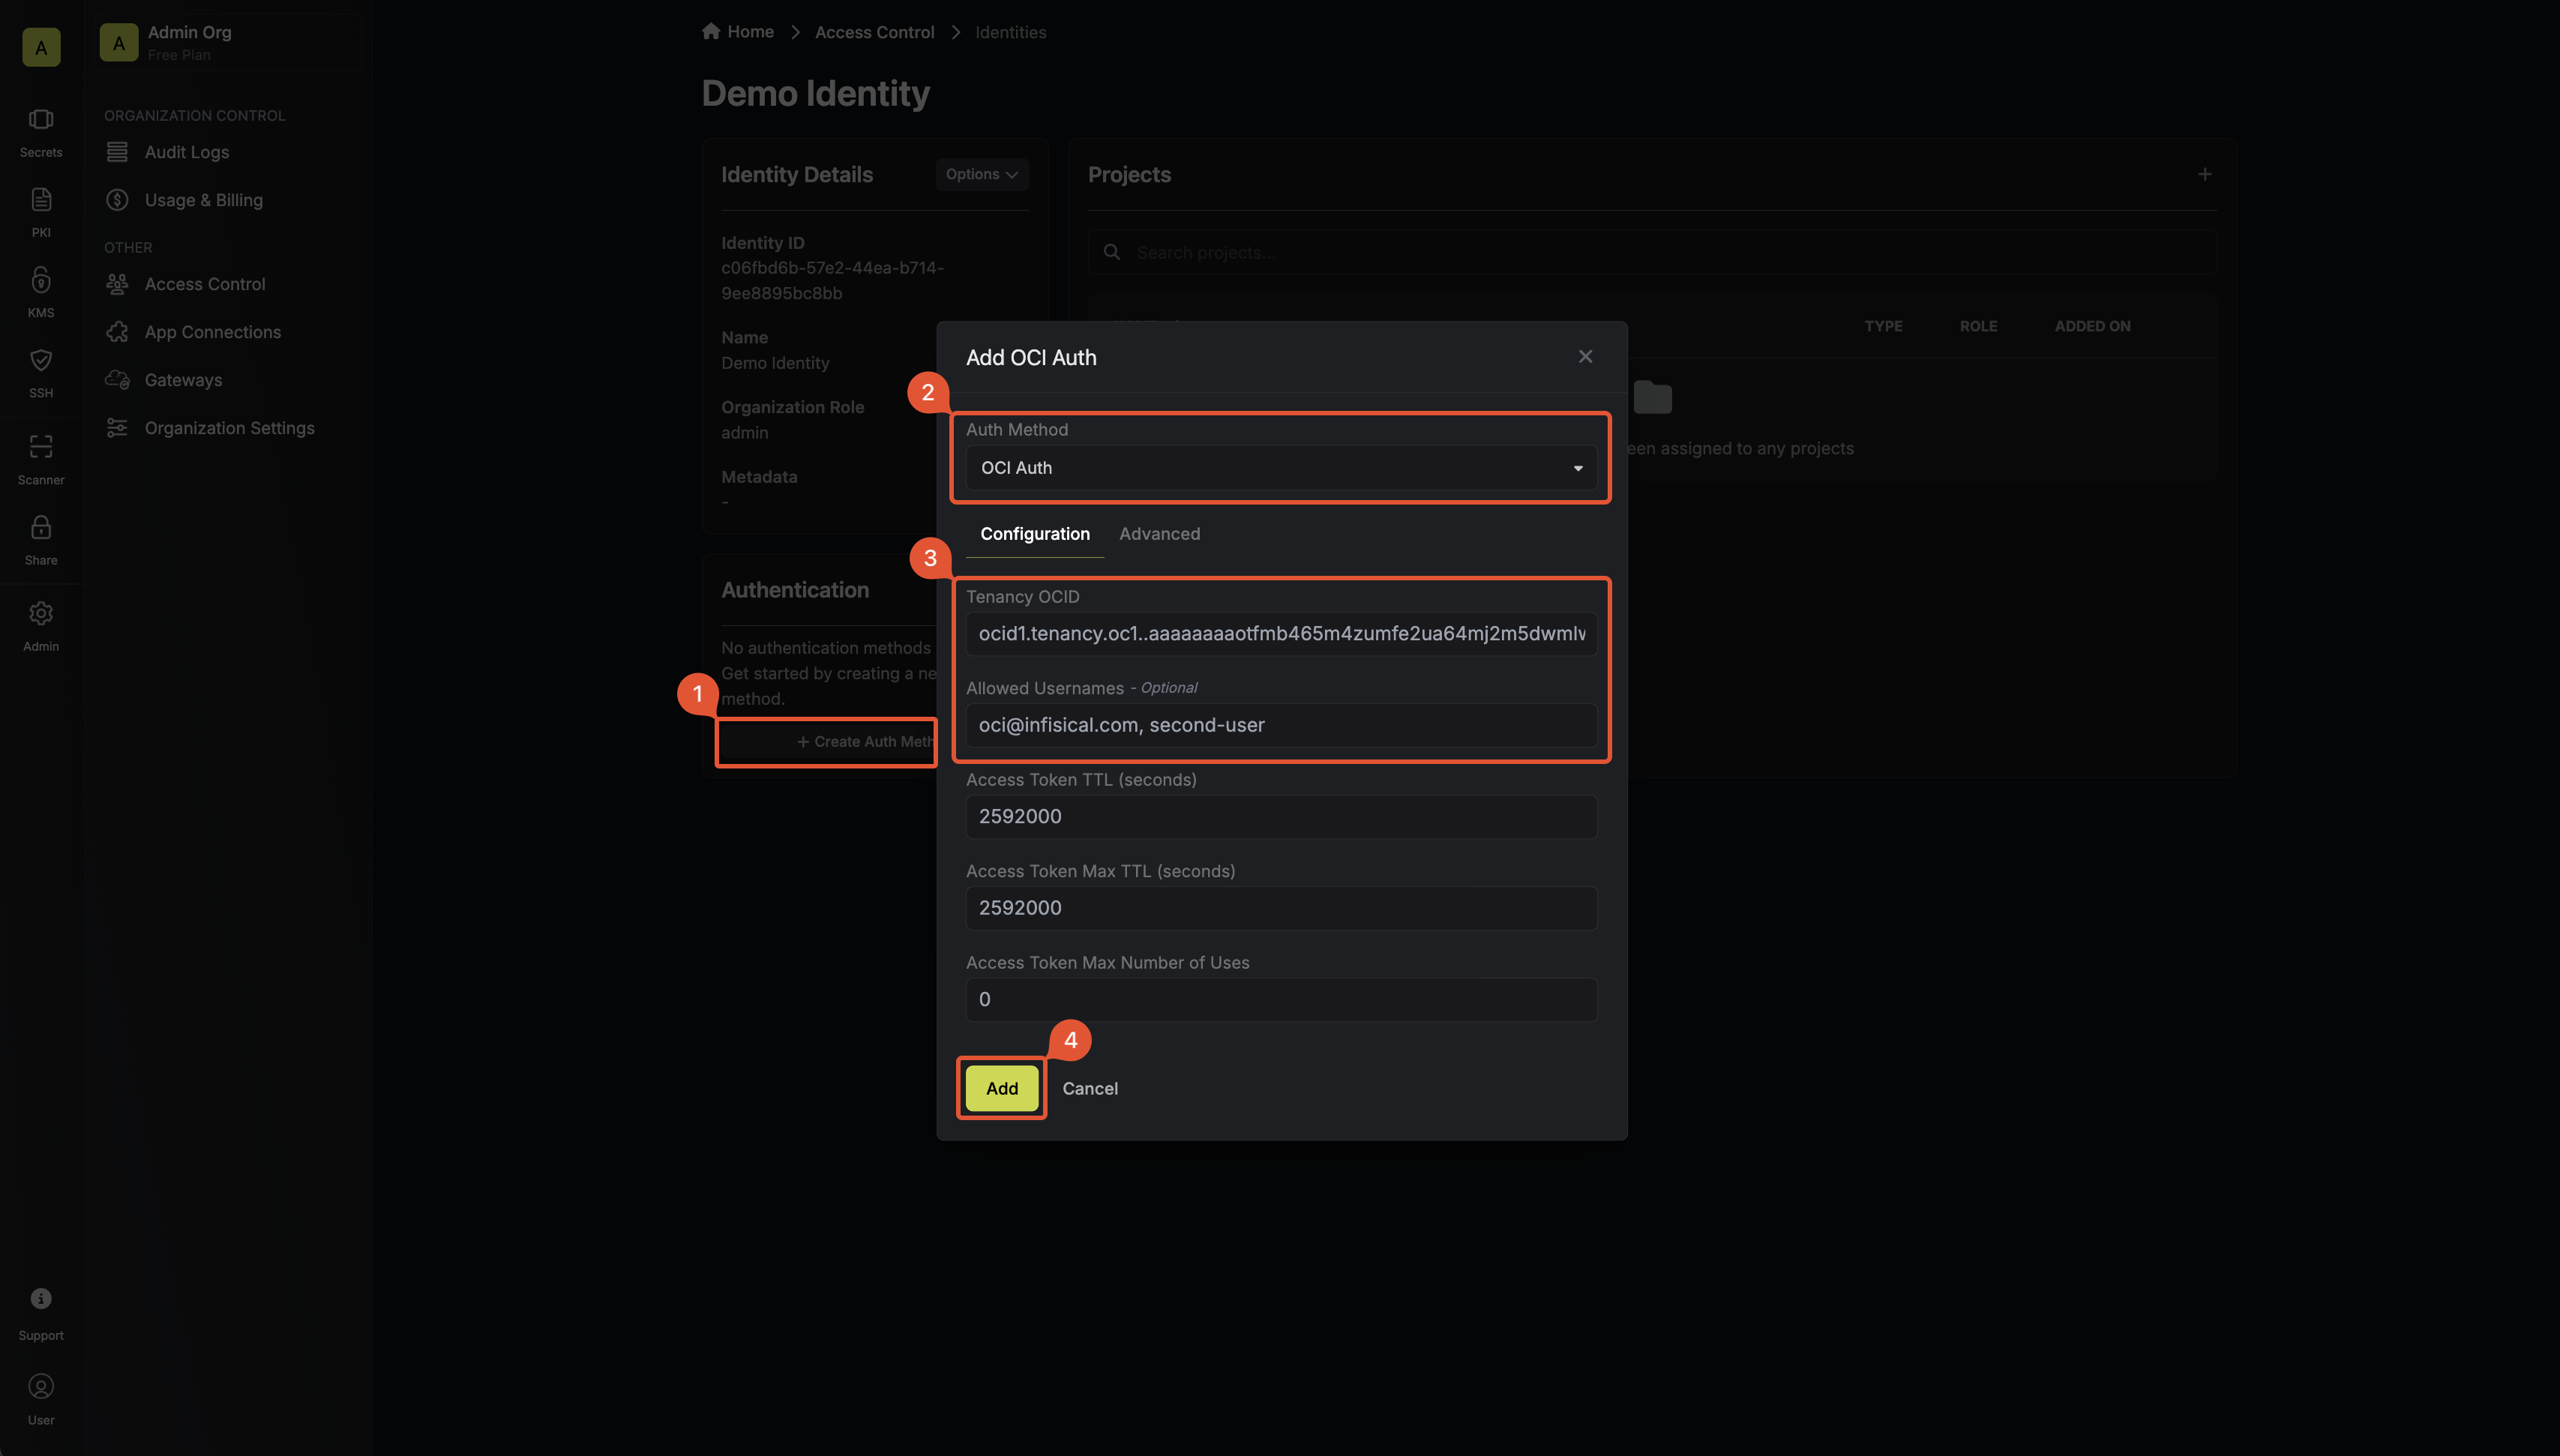 A
Secrets
PKI
KMS
SSH
Scanner
Share
Admin
Support
User
A
Admin Org
Free Plan
ORGANIZATION CONTROL
Audit Logs
Usage & Billing
OTHER
Access Control
App Connections
Gateways
Organization Settings
Home
Access Control
Identities
Demo Identity
Identity Details
Options
Identity ID
c06fbd6b-57e2-44ea-b714-
9ee8895bc8bb
Name
Demo Identity
Organization Role
admin
Metadata
-
Authentication
No authentication methods
Get started by creating a ne
method.
1
+ Create Auth Meth
Projects
+
Search projects...
TYPE
ROLE
ADDED ON
een assigned to any projects
Add OCI Auth
2
Auth Method
OCI Auth
Configuration
Advanced
3
Tenancy OCID
ocid1.tenancy.oc1..aaaaaaaaotfmb465m4zumfe2ua64mj2m5dwmlv
Allowed Usernames - Optional
oci@infisical.com, second-user
Access Token TTL (seconds)
2592000
Access Token Max TTL (seconds)
2592000
Access Token Max Number of Uses
0
4
Add
Cancel